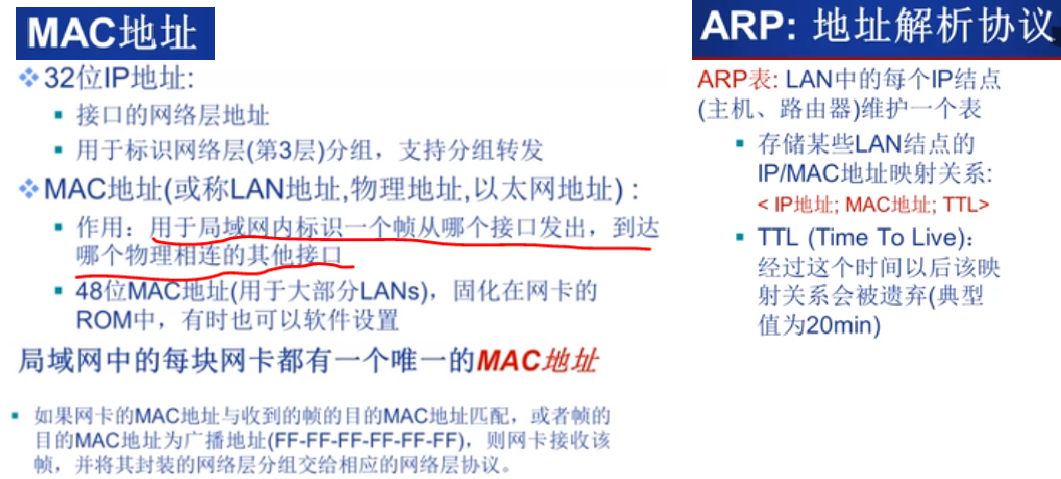 MAC地址
32位IP地址:
接口的网络层地址
用于标识网络层(第3层)分组，支持分组转发
MAC地址(或称LAN地址,物理地址,以太网地址) :
作用：用于局域网内标识一个帧从哪个接口发出，到达
哪个物理相连的其他接口
48位MAC地址(用于大部分LANs)，固化在网卡的
ROM中，有时也可以软件设置
局域网中的每块网卡都有一个唯一的MAC地址
如果网卡的MAC地址与收到的帧的目的MAC地址匹配，或者帧的
目的MAC地址为广播地址(FF-FF-FF-FF-FF-FF)，则网卡接收该
帧，并将其封装的网络层分组交给相应的网络层协议。
ARP: 地址解析协议
ARP表: LAN中的每个IP结点
(主机、路由器)维护一个表
存储某些LAN结点的
IP/MAC地址映射关系:
< IP地址; MAC地址; TTL>
TTL (Time To Live)：
经过这个时间以后该映
射关系会被遗弃(典型
值为20min)